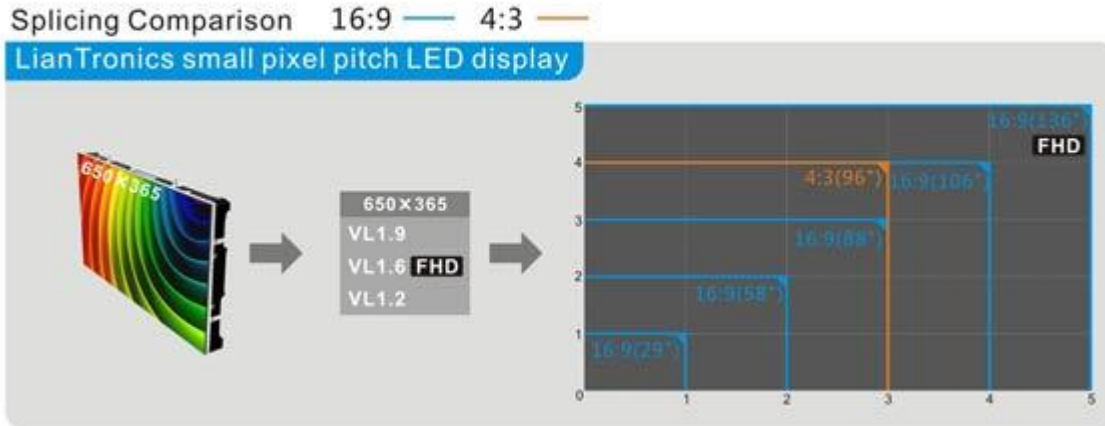 Splicing Comparison 16:9 4:3
LianTronics small pixel pitch LED display
650×365
650×365
VL1.9
VL1.6 FHD
VL1.2
5
16:9(136")
FHD
4
4:3(96") 16:9(106")
3
16:9(88")
2
16:9(58")
1
16:9(29")
0 1 2 3 4 5